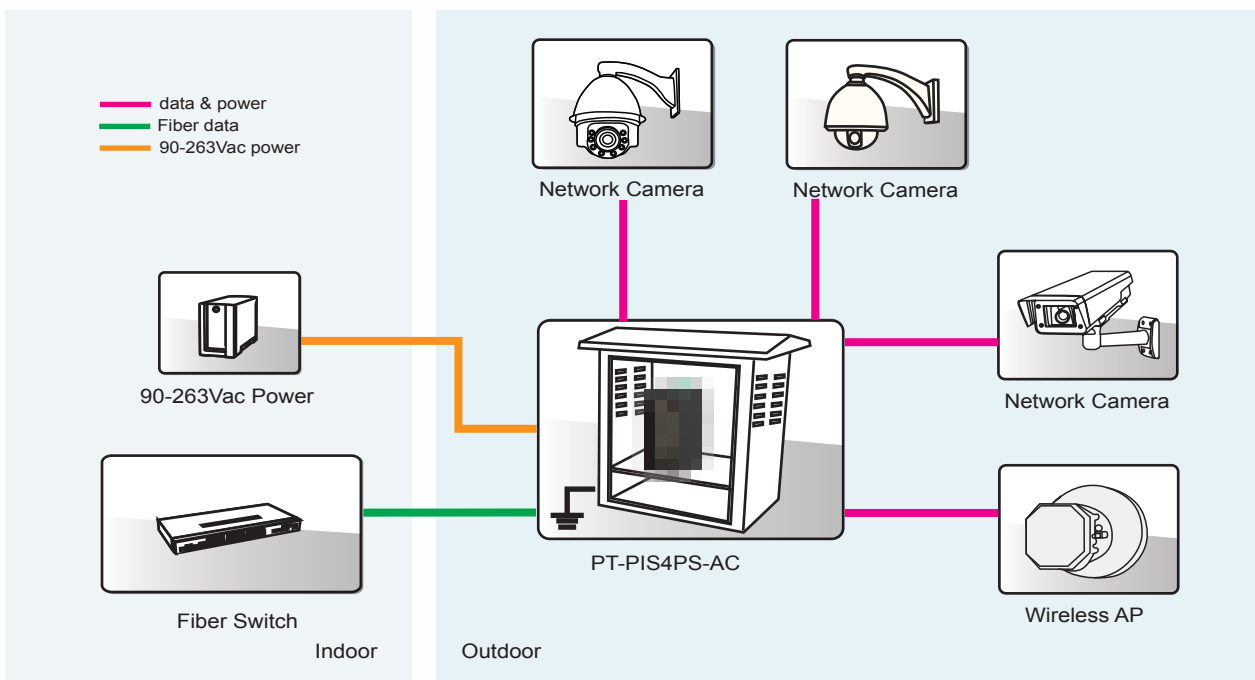 data & power
Fiber data
90-263Vac power
Network Camera
Network Camera
90-263Vac Power
Network Camera
PT-PIS4PS-AC
Fiber Switch
Wireless AP
Indoor
Outdoor